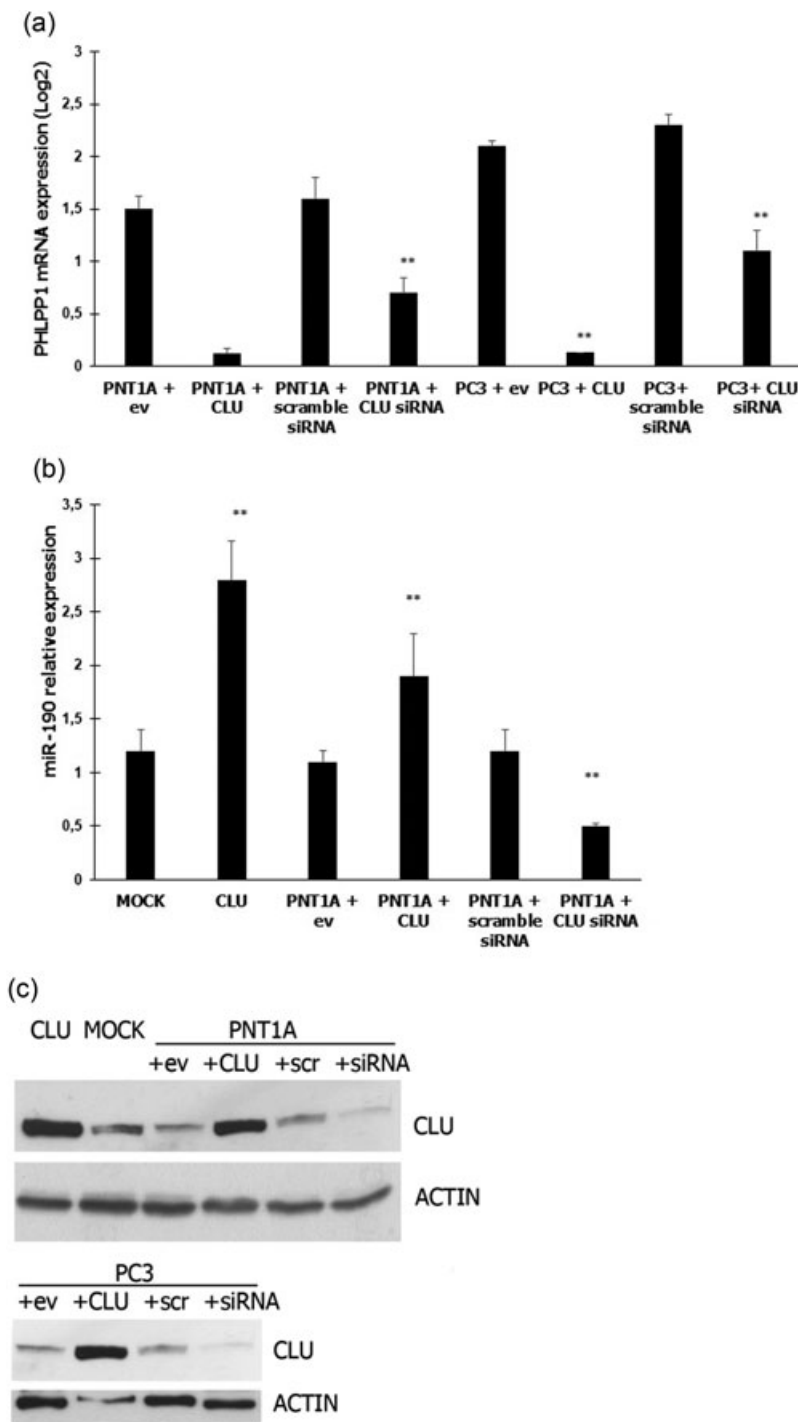 (a)
PHLPP1 mRNA expression (Log2)
3
2,5
2
1,5
1
0,5
0
**
**
**
PNT1A + ev
PNT1A + CLU
PNT1A + scramble siRNA
PNT1A + CLU siRNA
PC3 + ev
PC3 + CLU
PC3+ scramble siRNA
PC3+ CLU siRNA
(b)
miR-190 relative expression
3,5
3
2,5
2
1,5
1
0,5
0
**
**
**
MOCK
CLU
PNT1A + ev
PNT1A + CLU
PNT1A + scramble siRNA
PNT1A + CLU siRNA
(c)
CLU MOCK PNT1A
+ev +CLU +scr +siRNA
CLU
ACTIN
PC3
+ev +CLU +scr +siRNA
CLU
ACTIN